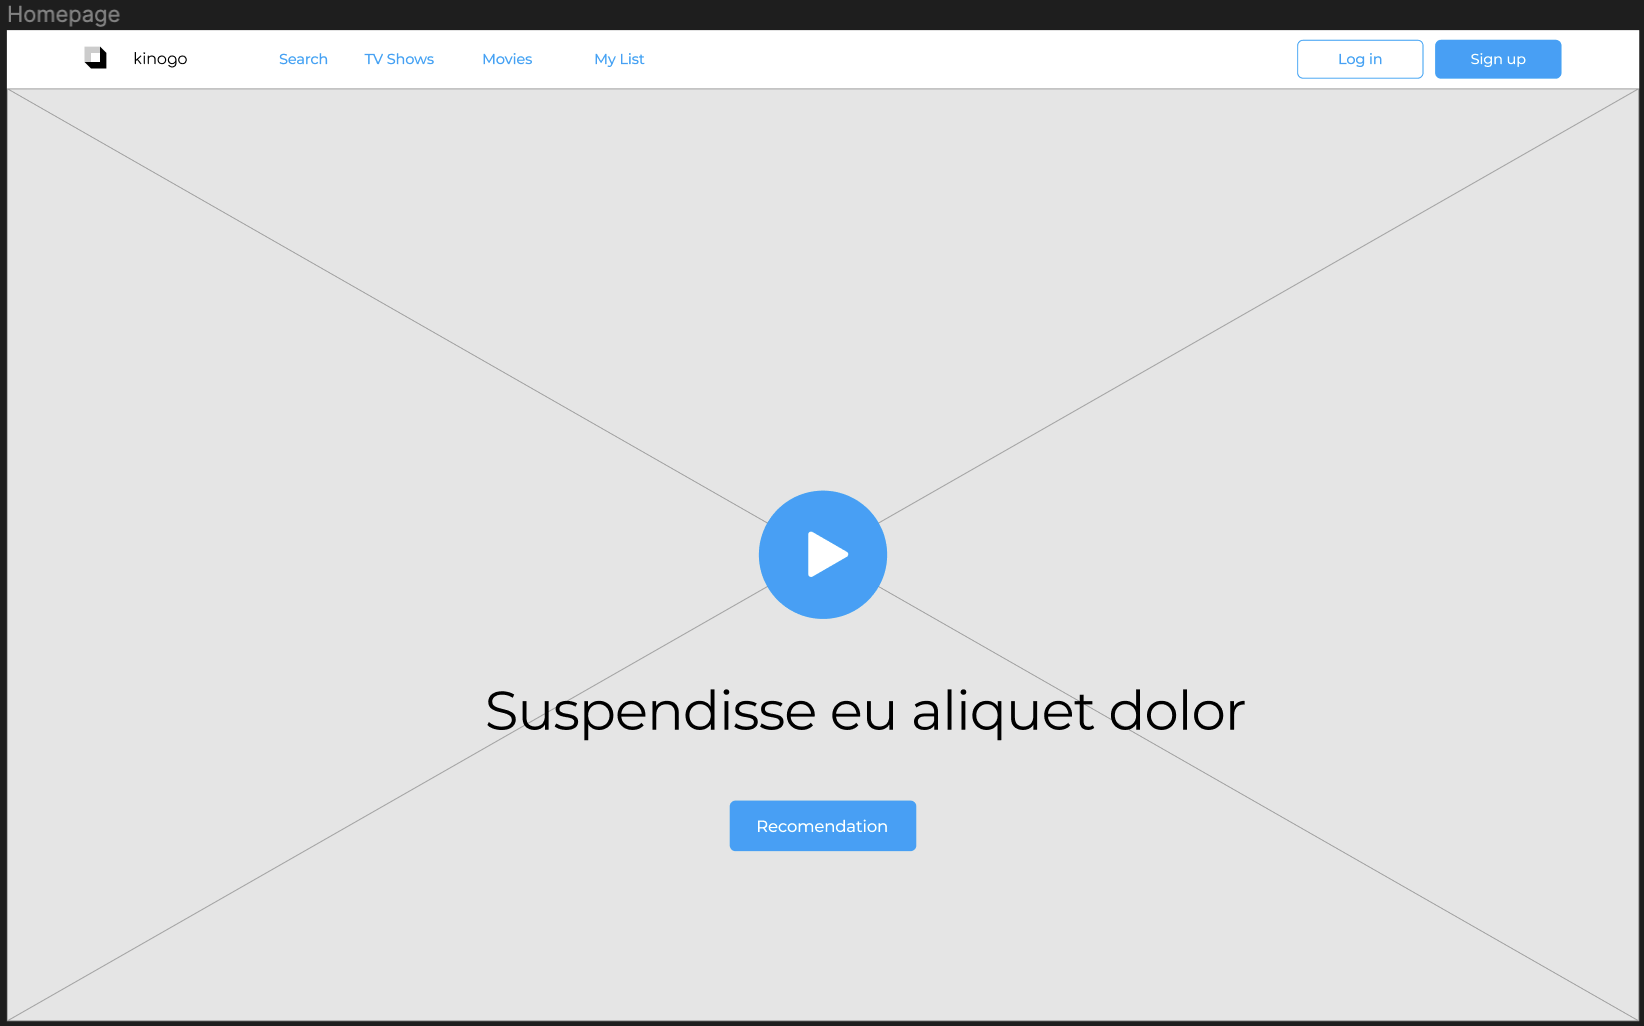 Homepage
kinogo
Search
TV Shows
Movies
My List
Log in
Sign up
Suspendisse eu aliquet dolor
Recomendation